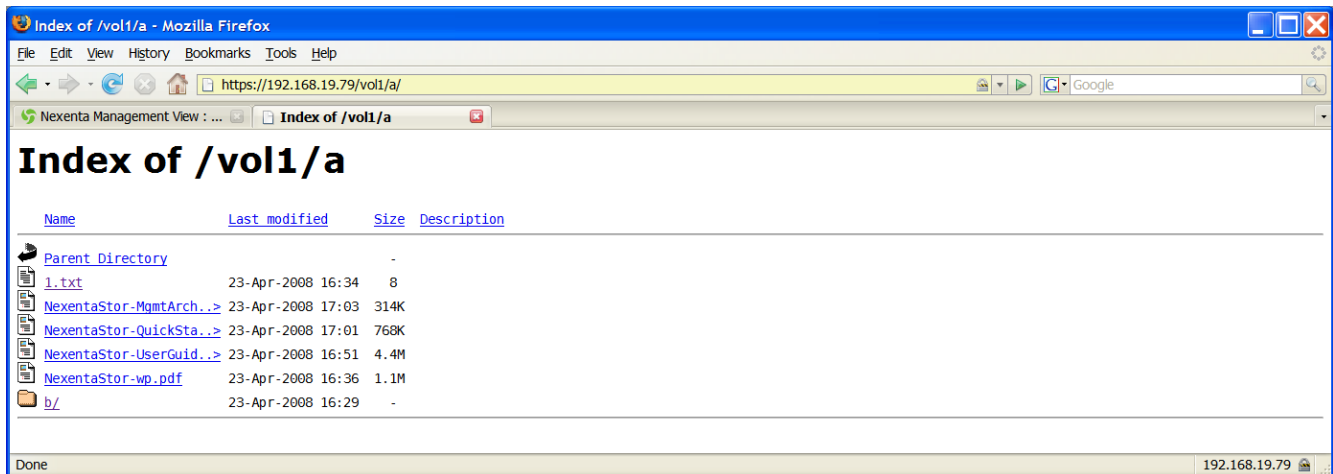 Index of /vol1/a - Mozilla Firefox
File Edit View History Bookmarks Tools Help
https://192.168.19.79/vol1/a/ G Google
Nexenta Management View : ... Index of /vol1/a
Index of /vol1/a
Name Last modified Size Description
Parent Directory -
1.txt 23-Apr-2008 16:34 8
NexentaStor-MgmtArch..> 23-Apr-2008 17:03 314K
NexentaStor-QuickSta..> 23-Apr-2008 17:01 768K
NexentaStor-UserGuid..> 23-Apr-2008 16:51 4.4M
NexentaStor-wp.pdf 23-Apr-2008 16:36 1.1M
b/ 23-Apr-2008 16:29 -
Done 192.168.19.79